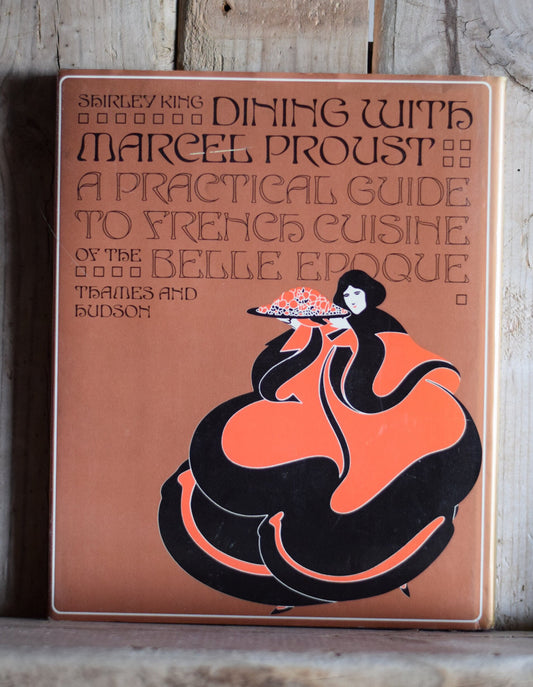 SHIRLEY KING DINING WITH
MARCEL PROUST
A PRACTICAL GUIDE
TO FRENCH CUISINE
OF THE BELLE EPOQUE
THAMES AND
HUDSON